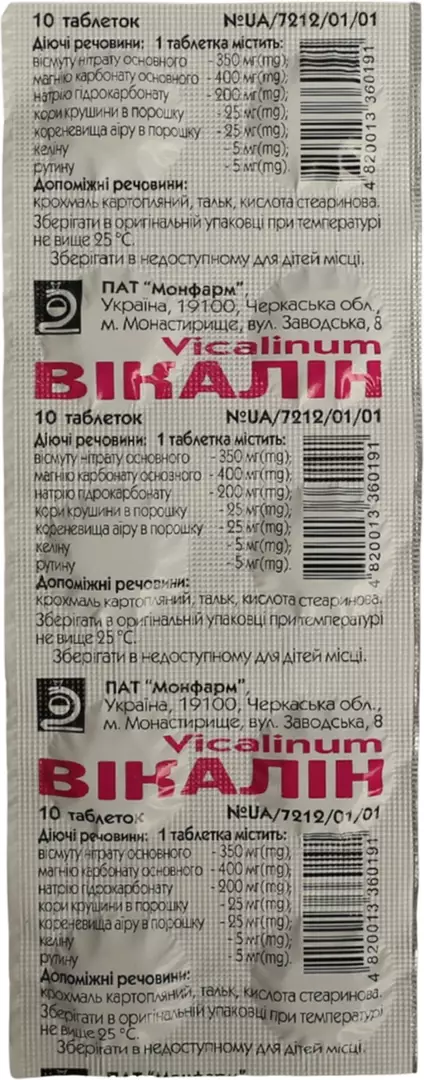 10 таблеток №UA/7212/01/01
Діючі речовини: 1 таблетка містить:
вісмуту нітрату основного - 350 мг(mg);
магнію карбонату основного - 400 мг(mg);
натрію гідрокарбонату - 200 мг(mg);
кори крушини в порошку - 25 мг(mg);
кореневища аїру в порошку - 25 мг(mg);
келіну - 5 мг(mg);
рутину - 5 мг(mg).
4 820013 360191
Допоміжні речовини:
крохмаль картопляний, тальк, кислота стеаринова.
Зберігати в оригінальній упаковці при температурі
не вище 25 °С.
Зберігати в недоступному для дітей місці.
ПАТ "Монфарм",
Україна, 19100, Черкаська обл.,
м. Монастирище, вул. Заводська, 8
Vicalinum
ВІКАЛІН
10 таблеток №UA/7212/01/01
Діючі речовини: 1 таблетка містить:
вісмуту нітрату основного - 350 мг(mg);
магнію карбонату основного - 400 мг(mg);
натрію гідрокарбонату - 200 мг(mg);
кори крушини в порошку - 25 мг(mg);
кореневища аїру в порошку - 25 мг(mg);
келіну - 5 мг(mg);
рутину - 5 мг(mg).
4 820013 360191
Допоміжні речовини:
крохмаль картопляний, тальк, кислота стеаринова.
Зберігати в оригінальній упаковці при температурі
не вище 25 °С.
Зберігати в недоступному для дітей місці.
ПАТ "Монфарм",
Україна, 19100, Черкаська обл.,
м. Монастирище, вул. Заводська, 8
Vicalinum
ВІКАЛІН
10 таблеток №UA/7212/01/01
Діючі речовини: 1 таблетка містить:
вісмуту нітрату основного - 350 мг(mg);
магнію карбонату основного - 400 мг(mg);
натрію гідрокарбонату - 200 мг(mg);
кори крушини в порошку - 25 мг(mg);
кореневища аїру в порошку - 25 мг(mg);
келіну - 5 мг(mg);
рутину - 5 мг(mg).
4 820013 360191
Допоміжні речовини:
крохмаль картопляний, тальк, кислота стеаринова.
Зберігати в оригінальній упаковці при температурі
не вище 25 °С.
Зберігати в недоступному для дітей місці.
ПАТ "Монфарм",